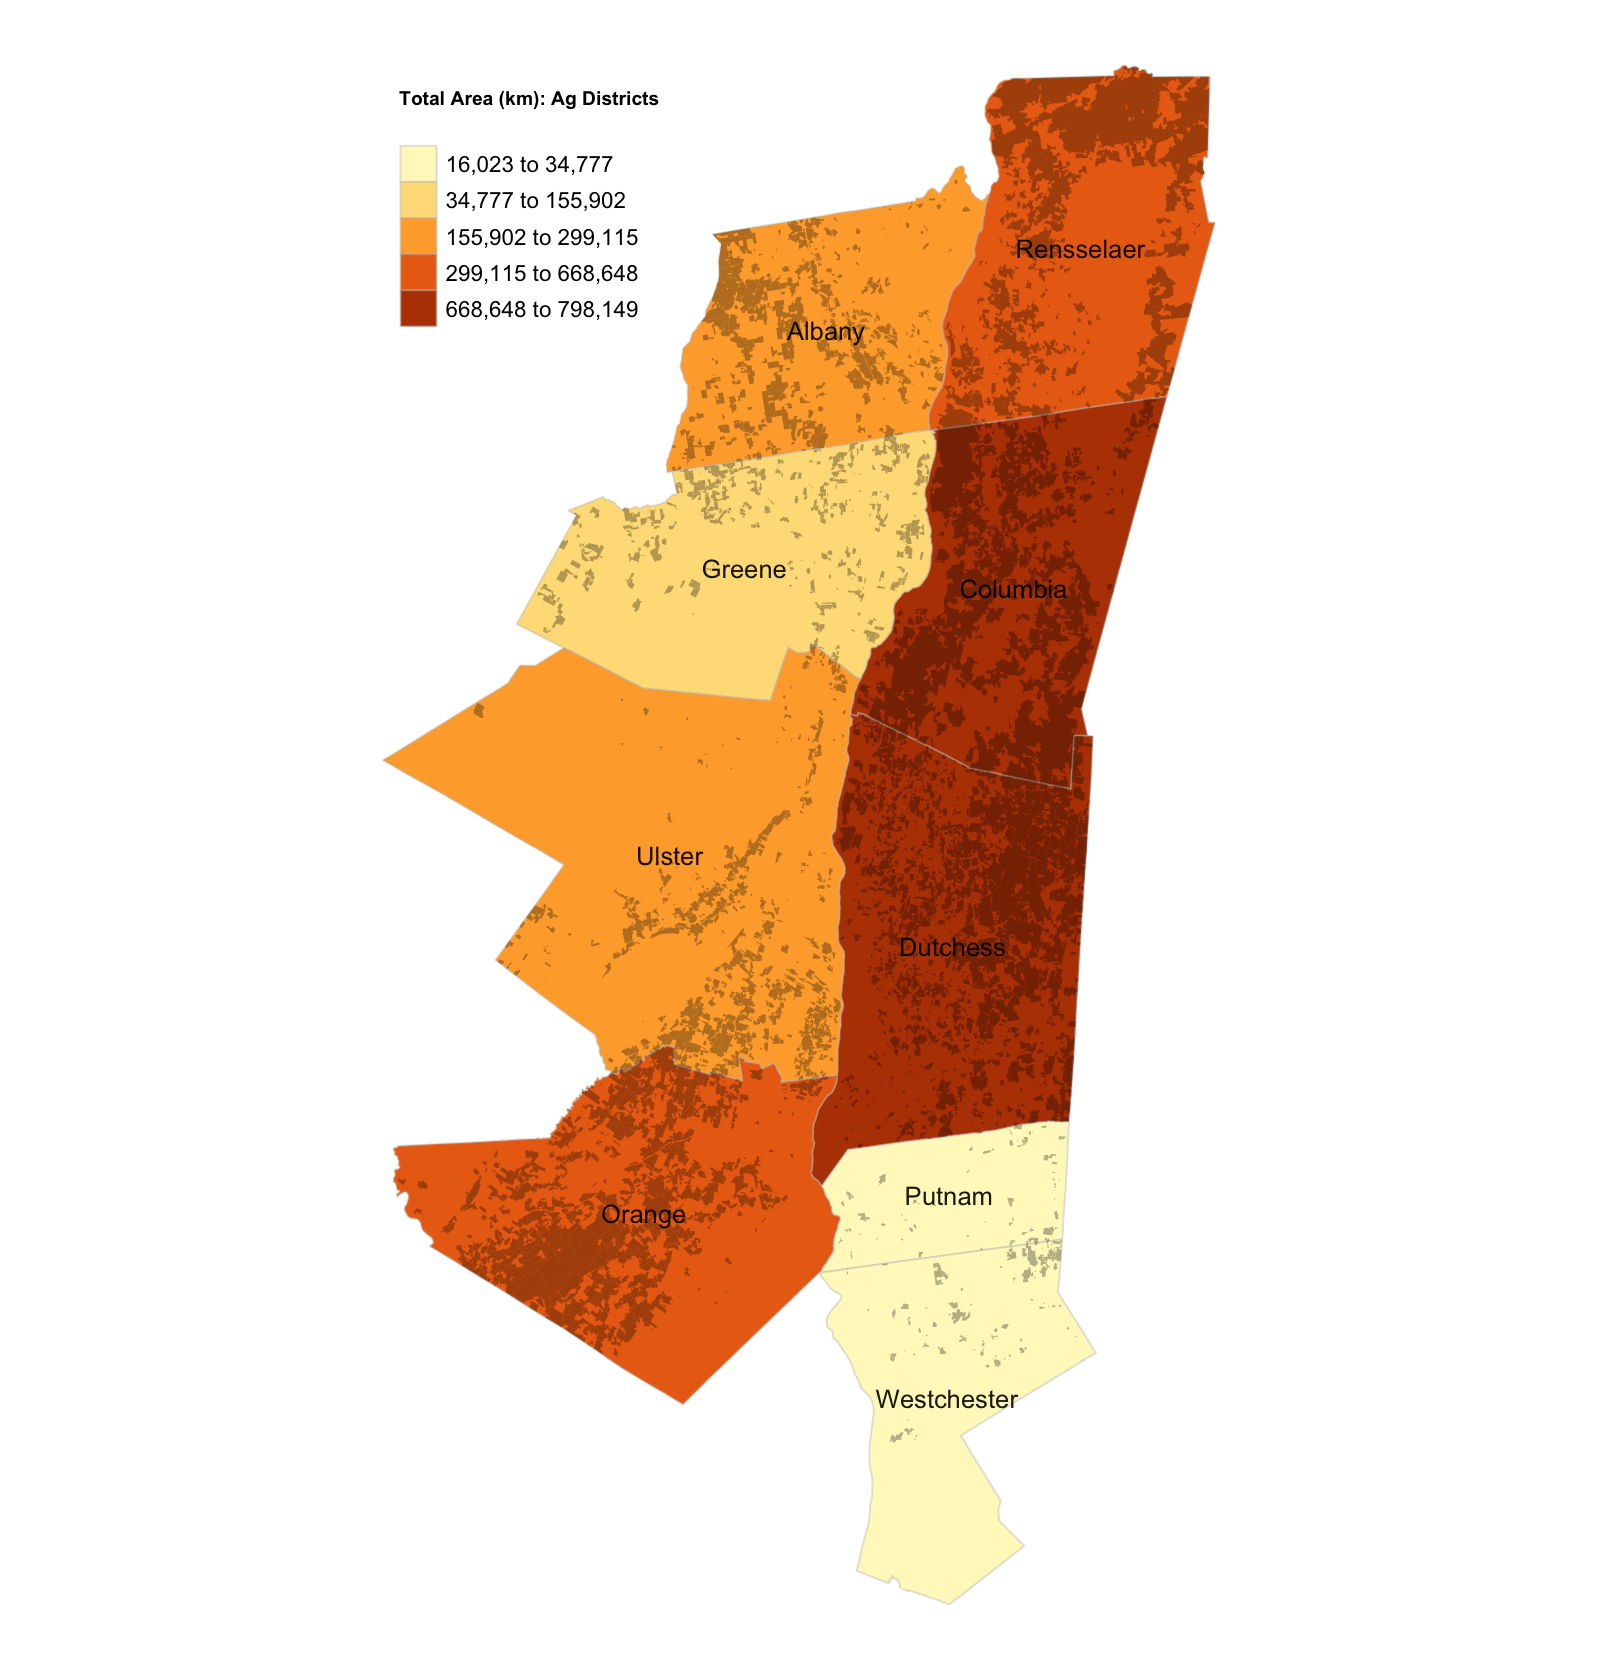 Total Area (km): Ag Districts
16,023 to 34,777
34,777 to 155,902
155,902 to 299,115
299,115 to 668,648
668,648 to 798,149
Rensselaer
Albany
Greene
Columbia
Ulster
Dutchess
Putnam
Orange
Westchester